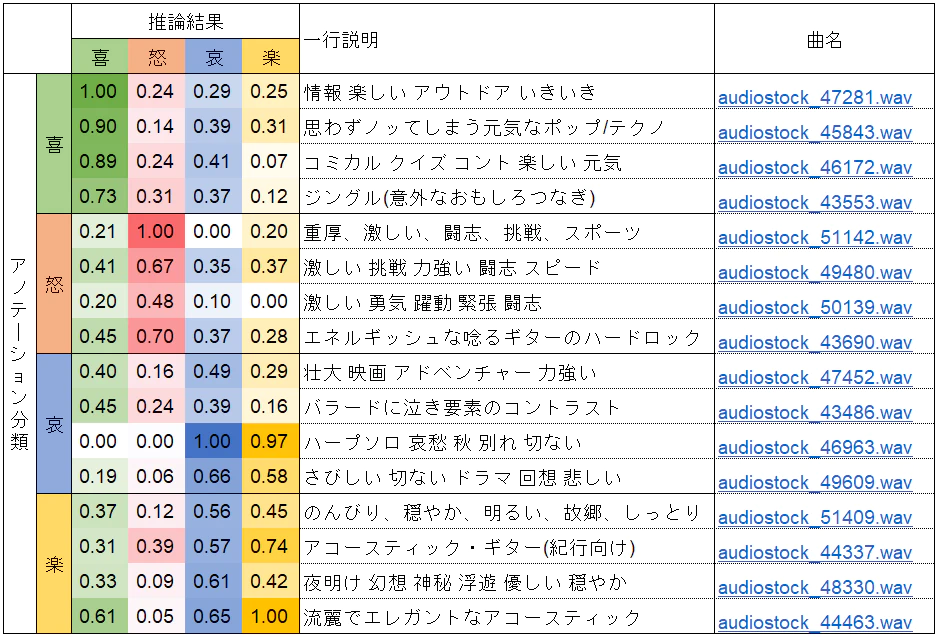 推論結果 一行説明 曲名
喜 怒 哀 楽
アノテーション分類
喜
1.00 0.24 0.29 0.25 情報 楽しい アウトドア いきいき audiostock_47281.wav
0.90 0.14 0.39 0.31 思わずノッてしまう元気なポップ/テクノ audiostock_45843.wav
0.89 0.24 0.41 0.07 コミカル クイズ コント 楽しい 元気 audiostock_46172.wav
0.73 0.31 0.37 0.12 ジングル(意外なおもしろつなぎ) audiostock_43553.wav
怒
0.21 1.00 0.00 0.20 重厚、激しい、闘志、挑戦、スポーツ audiostock_51142.wav
0.41 0.67 0.35 0.37 激しい 挑戦 力強い 闘志 スピード audiostock_49480.wav
0.20 0.48 0.10 0.00 激しい 勇気 躍動 緊張 闘志 audiostock_50139.wav
0.45 0.70 0.37 0.28 エネルギッシュな唸るギターのハードロック audiostock_43690.wav
哀
0.40 0.16 0.49 0.29 壮大 映画 アドベンチャー 力強い audiostock_47452.wav
0.45 0.24 0.39 0.16 バラードに泣き要素のコントラスト audiostock_43486.wav
0.00 0.00 1.00 0.97 ハープソロ 哀愁 秋 別れ 切ない audiostock_46963.wav
0.19 0.06 0.66 0.58 さびしい 切ない ドラマ 回想 悲しい audiostock_49609.wav
楽
0.37 0.12 0.56 0.45 のんびり、穏やか、明るい、故郷、しっとり audiostock_51409.wav
0.31 0.39 0.57 0.74 アコースティック・ギター(紀行向け) audiostock_44337.wav
0.33 0.09 0.61 0.42 夜明け 幻想 神秘 浮遊 優しい 穏やか audiostock_48330.wav
0.61 0.05 0.65 1.00 流麗でエレガントなアコースティック audiostock_44463.wav